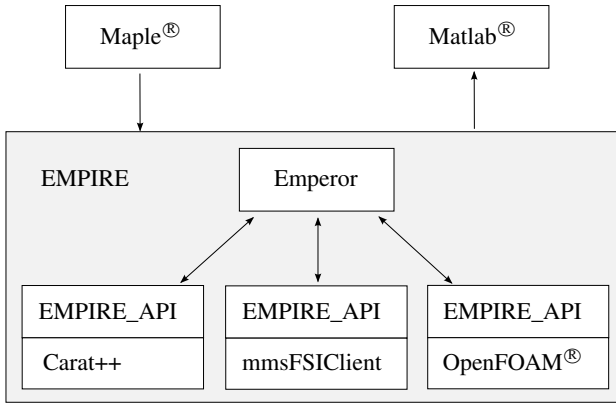 Maple®
Matlab®
EMPIRE
Emperor
EMPIRE_API
Carat++
EMPIRE_API
mmsFSIClient
EMPIRE_API
OpenFOAM®